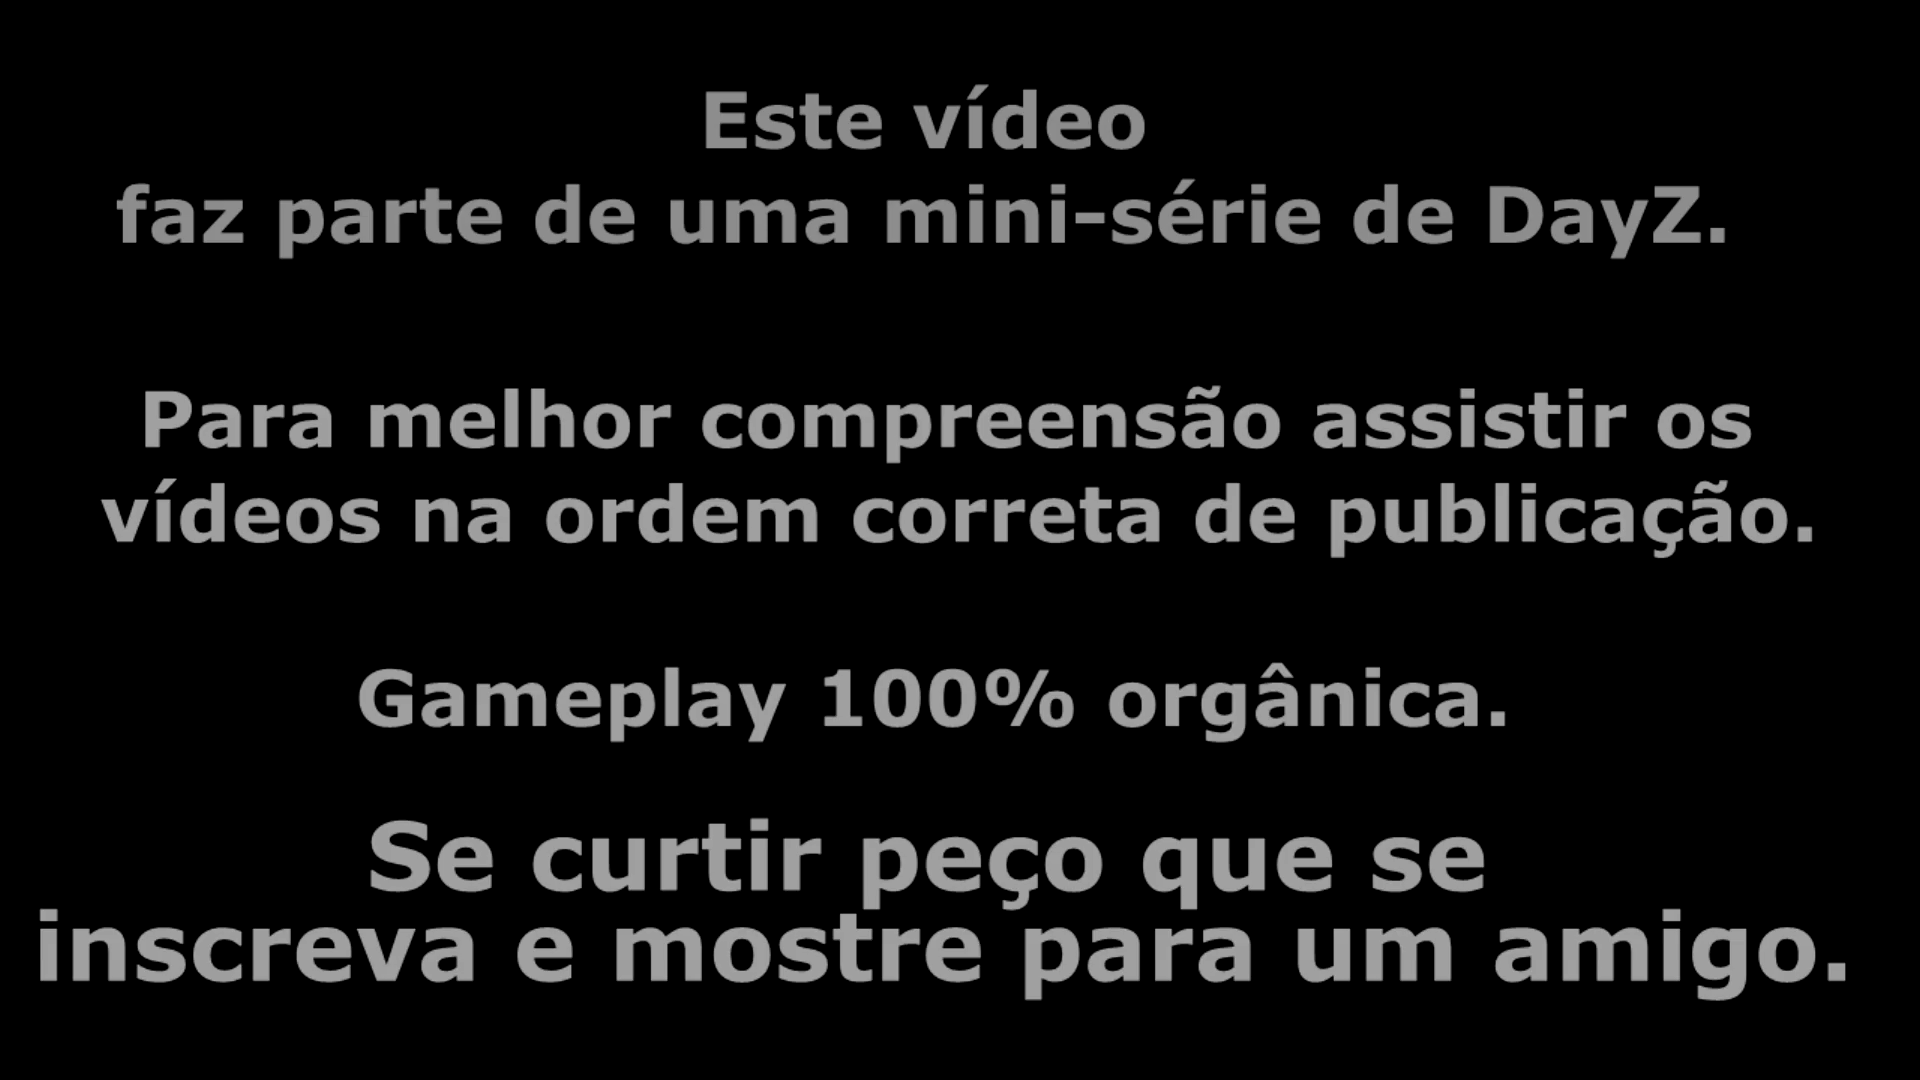 Este vídeo
faz parte de uma mini-série de DayZ.
Para melhor compreensão assistir os
vídeos na ordem correta de publicação.
Gameplay 100% orgânica.
Se curtir peço que se
inscreva e mostre para um amigo.